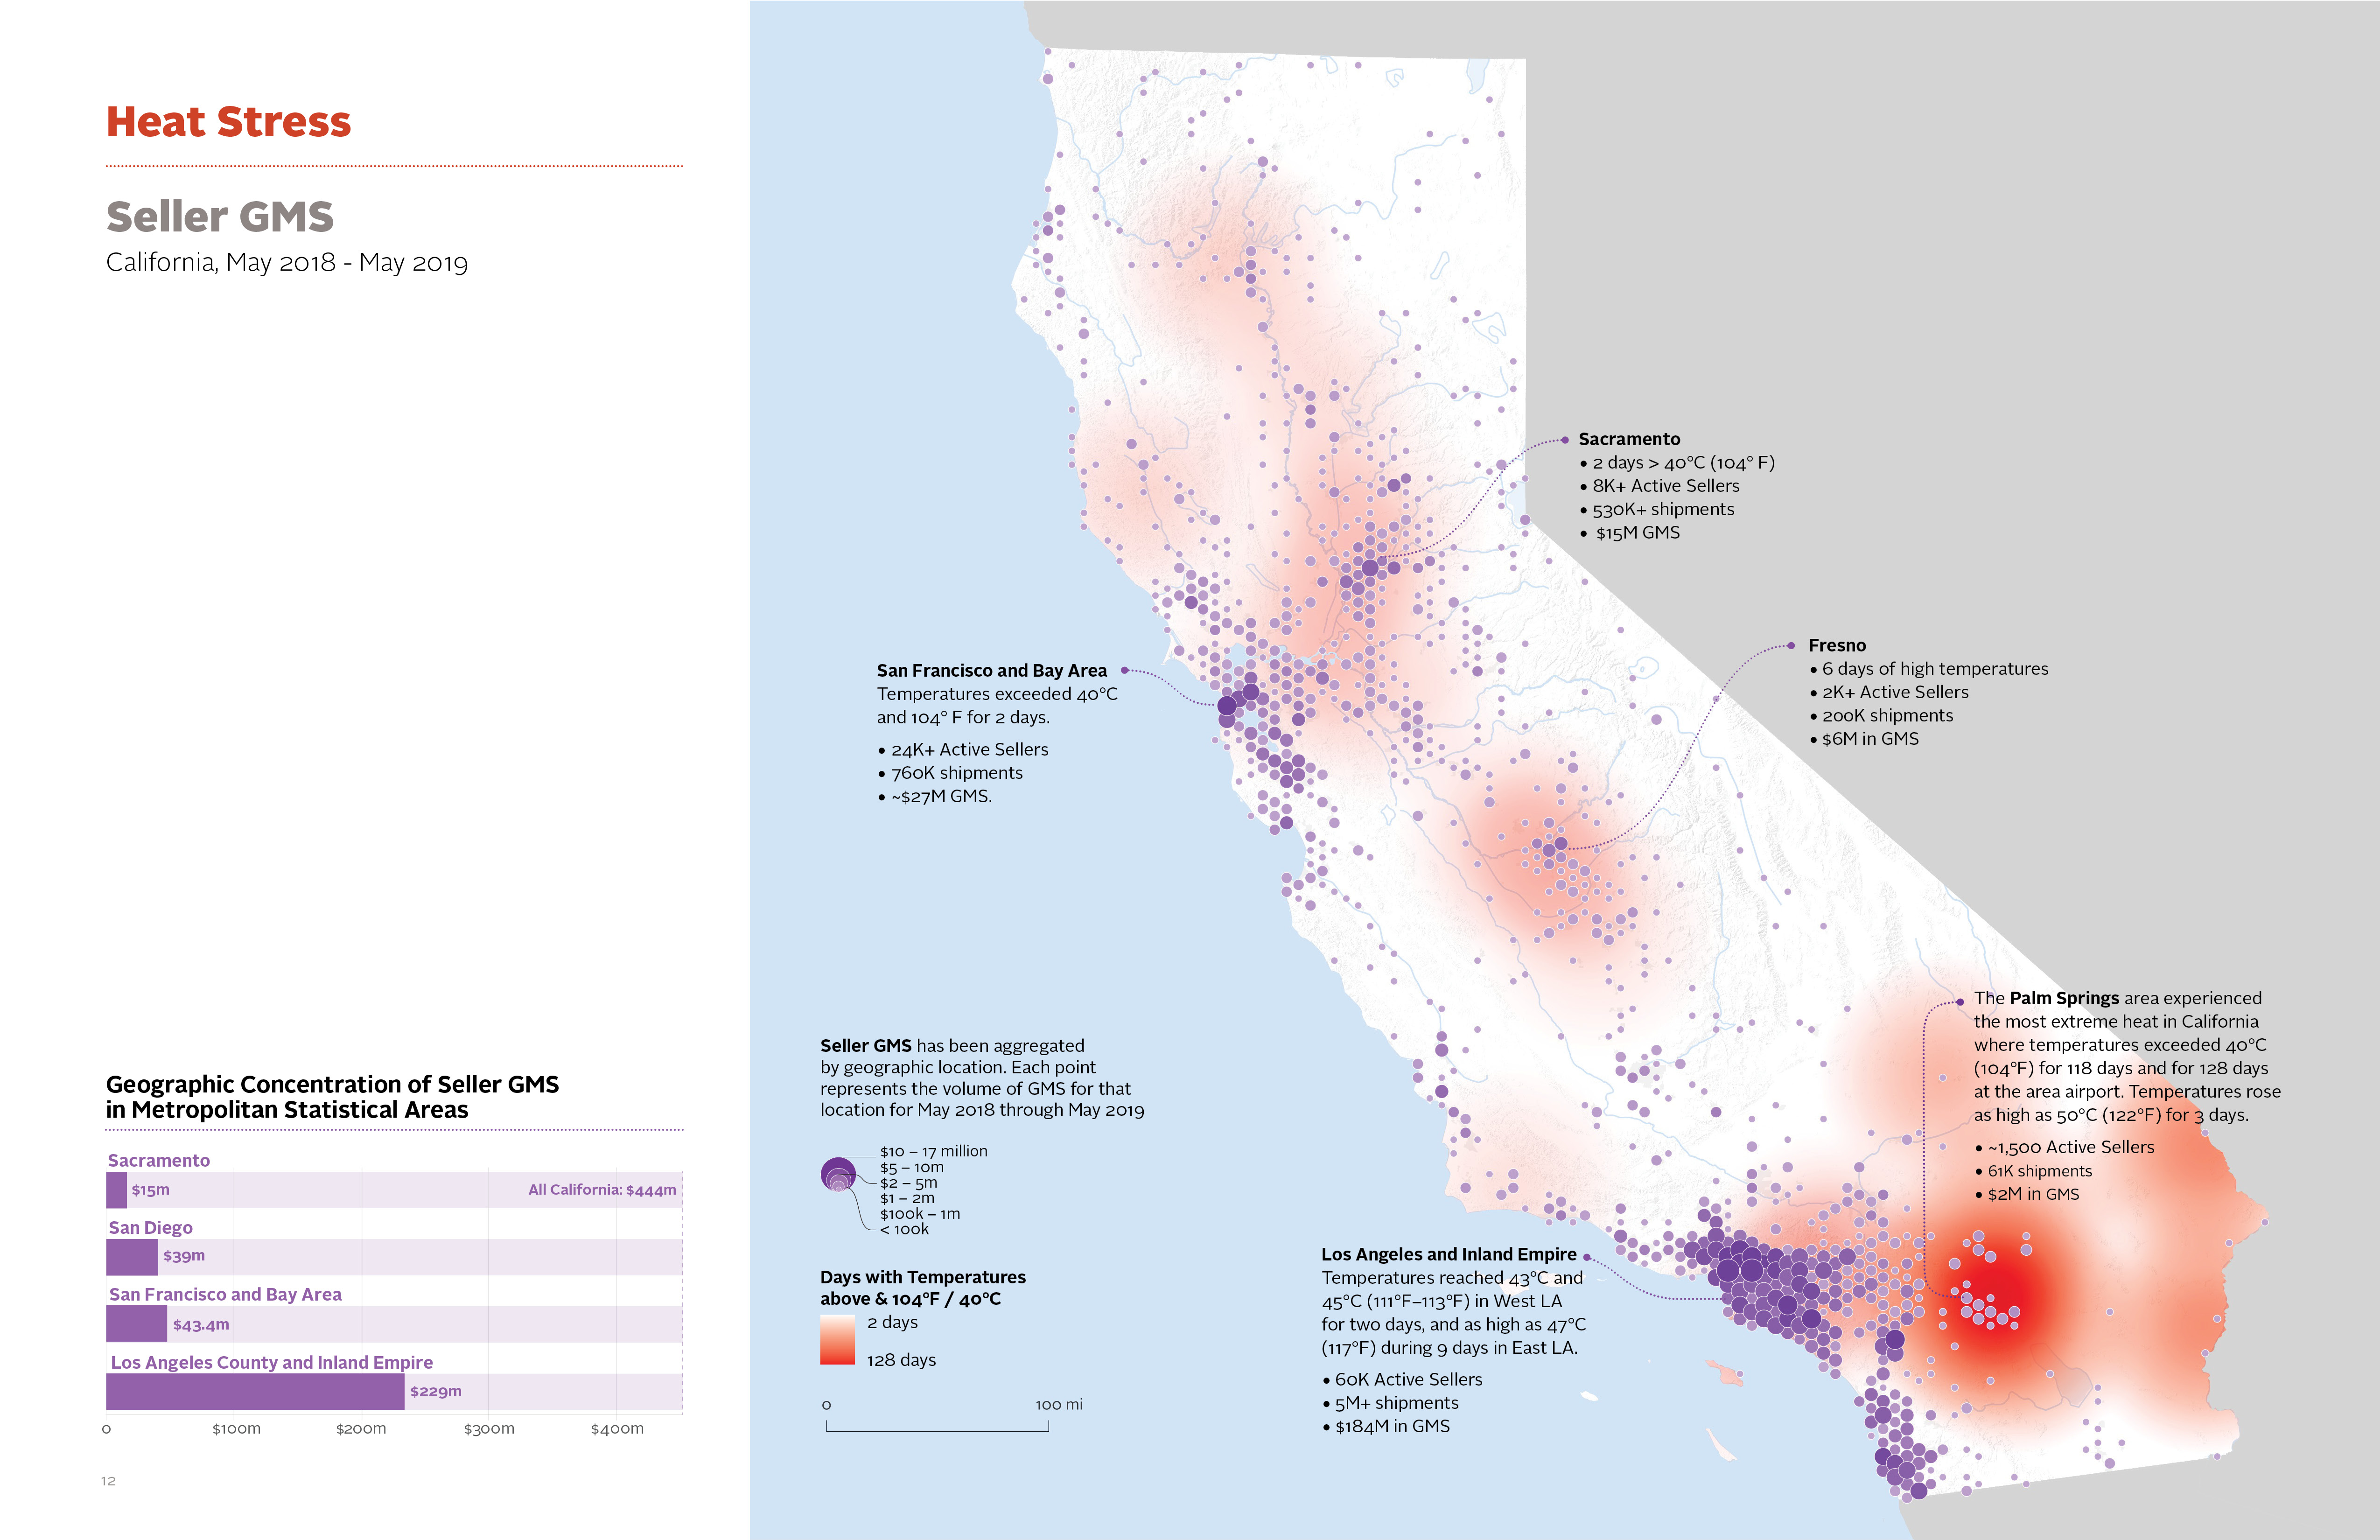 Heat Stress
Seller GMS
California, May 2018 - May 2019
Geographic Concentration of Seller GMS
in Metropolitan Statistical Areas
Sacramento
$15m
All California: $444m
San Diego
$39m
San Francisco and Bay Area
$43.4m
Los Angeles County and Inland Empire
$229m
0 $100m $200m $300m $400m
12
Sacramento
• 2 days > 40°C (104° F)
• 8K+ Active Sellers
• 530K+ shipments
• $15M GMS
Fresno
• 6 days of high temperatures
• 2K+ Active Sellers
• 200K shipments
• $6M in GMS
San Francisco and Bay Area
Temperatures exceeded 40°C
and 104° F for 2 days.
• 24K+ Active Sellers
• 760K shipments
• ~$27M GMS.
The Palm Springs area experienced
the most extreme heat in California
where temperatures exceeded 40°C
(104°F) for 118 days and for 128 days
at the area airport. Temperatures rose
as high as 50°C (122°F) for 3 days.
• ~1,500 Active Sellers
• 61K shipments
• $2M in GMS
Seller GMS has been aggregated
by geographic location. Each point
represents the volume of GMS for that
location for May 2018 through May 2019
$10 – 17 million
$5 – 10m
$2 – 5m
$1 – 2m
$100k – 1m
< 100k
Days with Temperatures
above & 104°F / 40°C
2 days
128 days
0 100 mi
Los Angeles and Inland Empire
Temperatures reached 43°C and
45°C (111°F–113°F) in West LA
for two days, and as high as 47°C
(117°F) during 9 days in East LA.
• 60K Active Sellers
• 5M+ shipments
• $184M in GMS